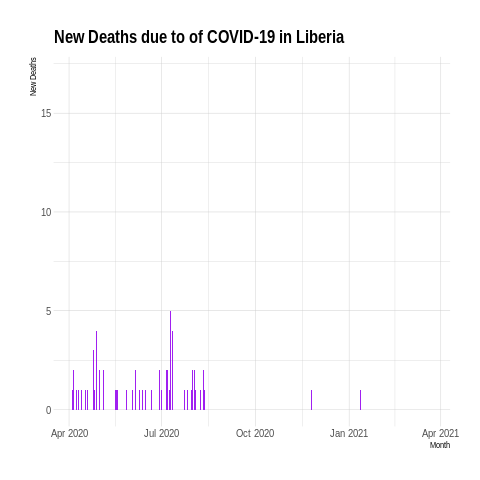 New Deaths due to of COVID-19 in Liberia
New Deaths
15
10
5
0
Apr 2020
Jul 2020
Oct 2020
Jan 2021
Apr 2021
Month